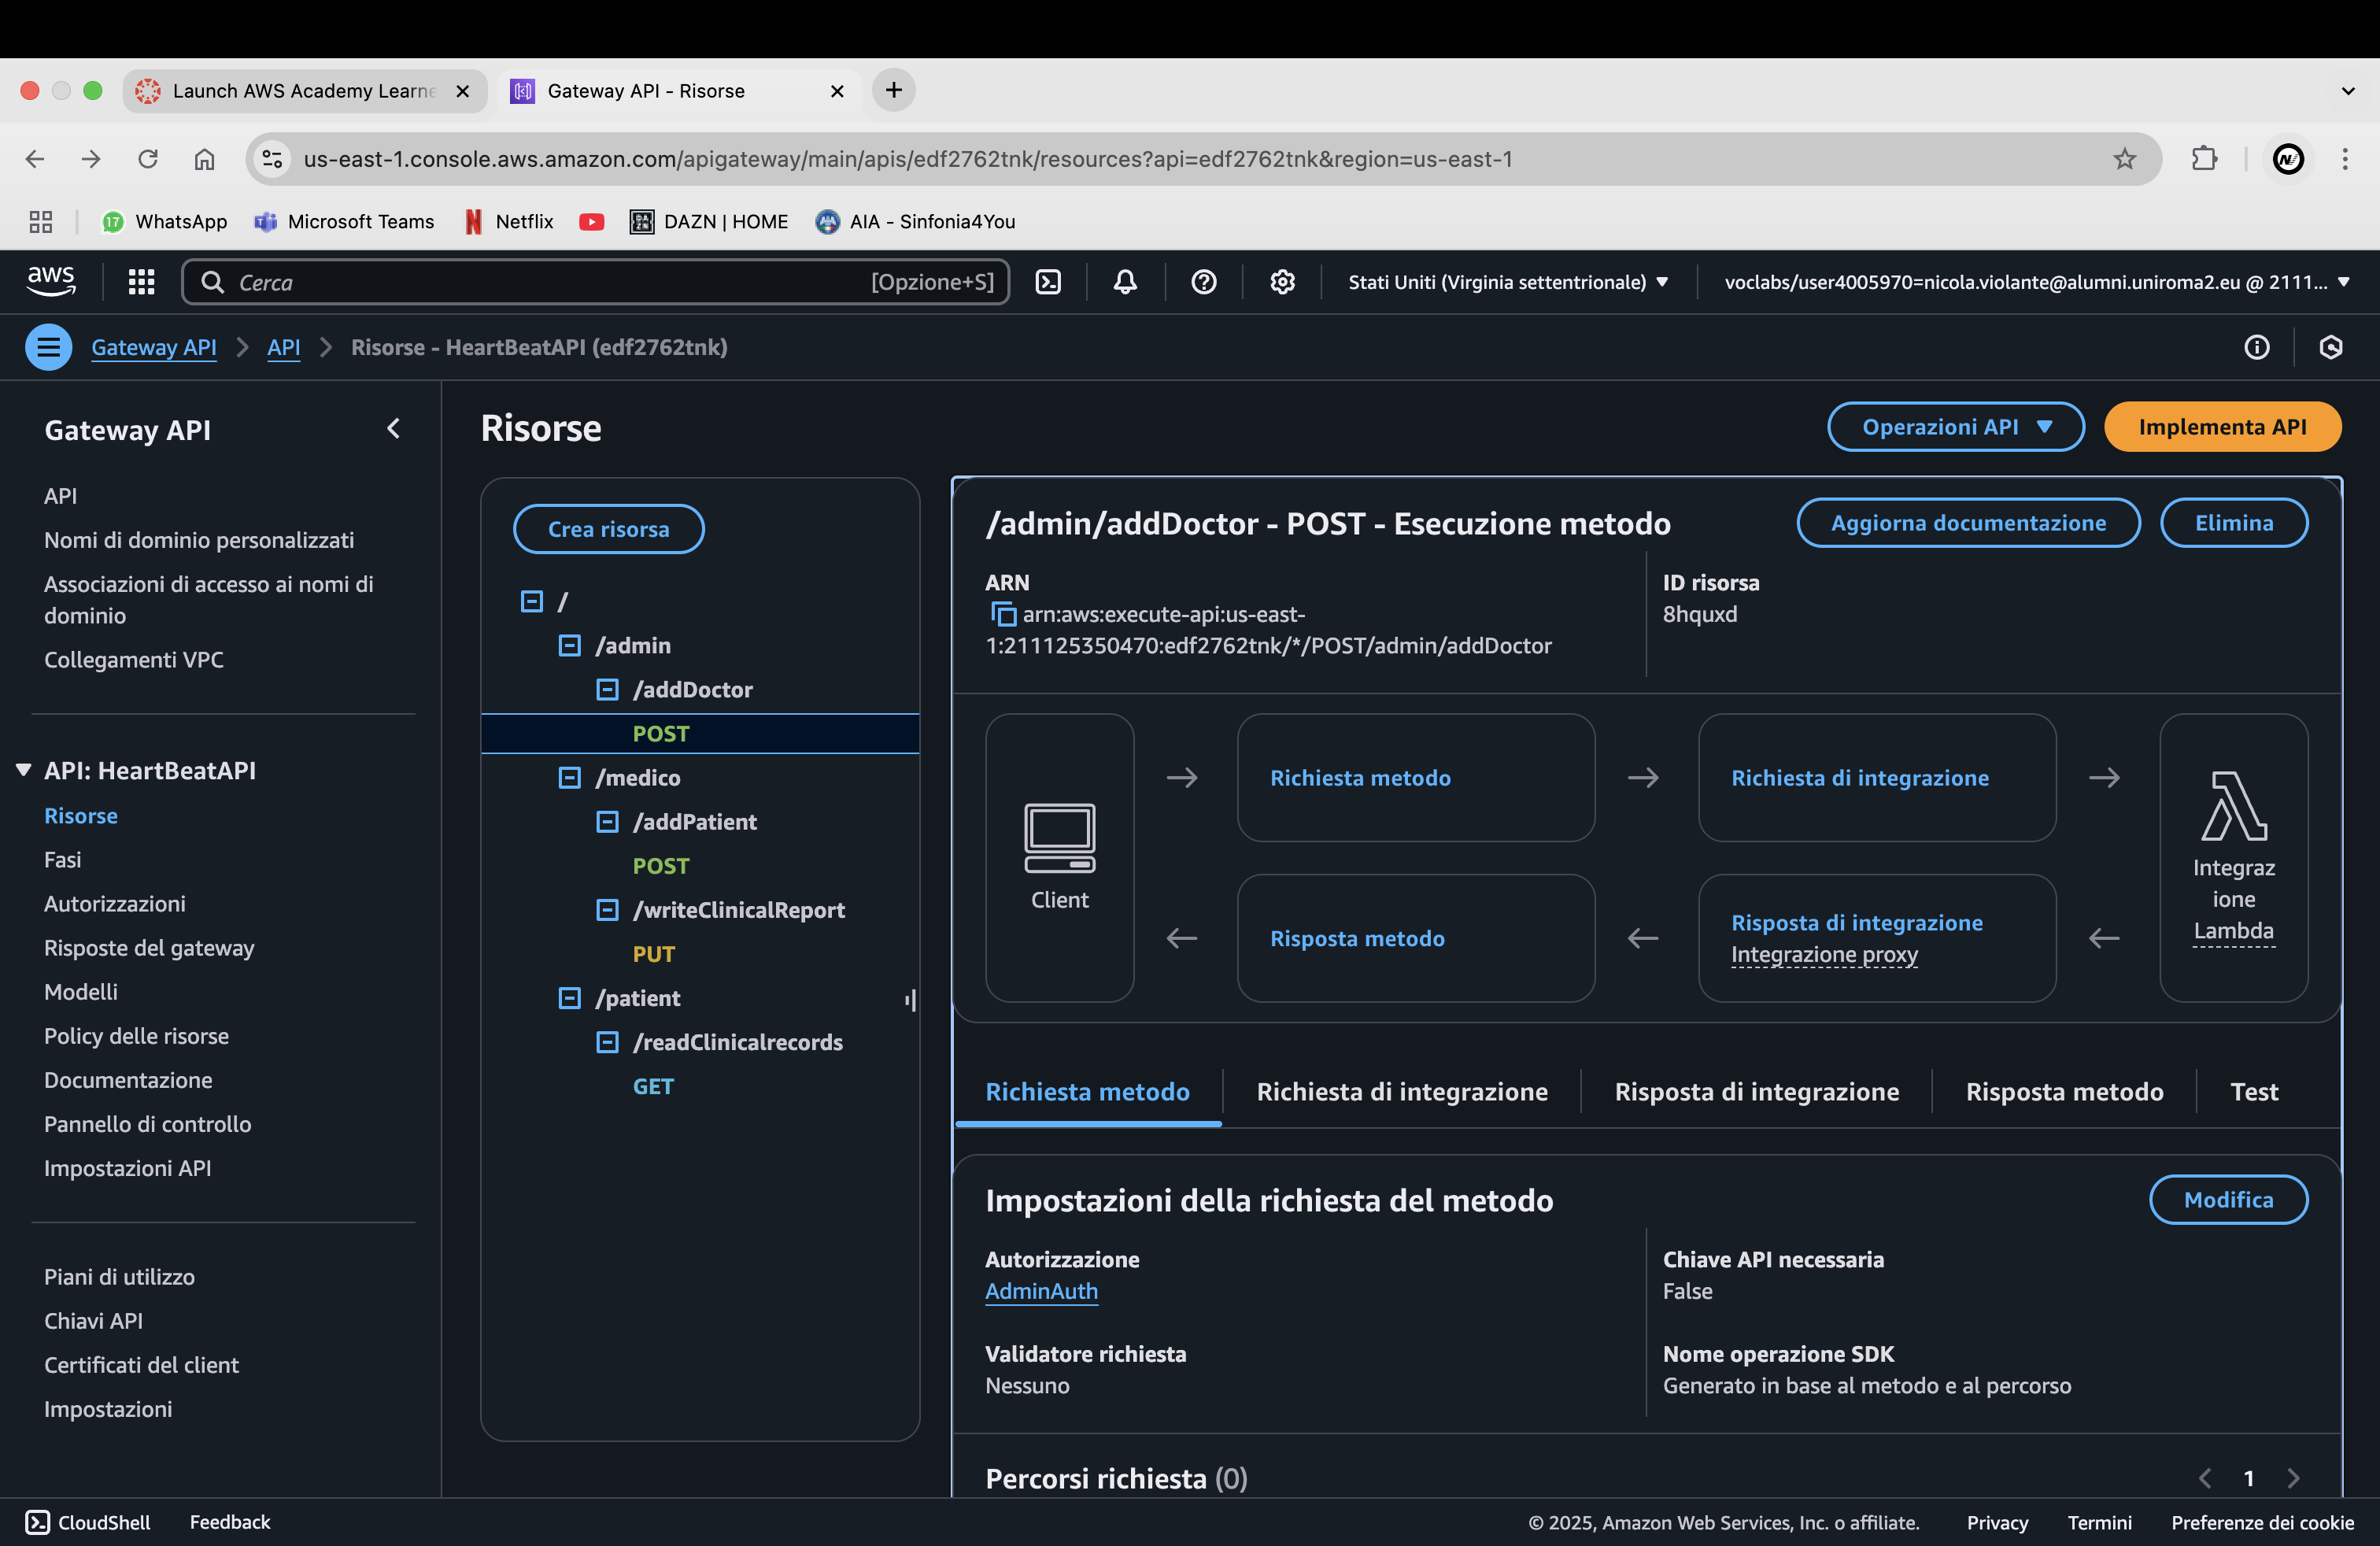 Launch AWS Academy Learne
Gateway API - Risorse
us-east-1.console.aws.amazon.com/apigateway/main/apis/edf2762tnk/resources?api=edf2762tnk&region=us-east-1
17 WhatsApp
Microsoft Teams
Netflix
DAZN | HOME
AIA - Sinfonia4You
aws
Cerca
[Opzione+S]
Stati Uniti (Virginia settentrionale)
voclabs/user4005970=nicola.violante@alumni.uniroma2.eu @ 2111...
Gateway API
API
Risorse - HeartBeatAPI (edf2762tnk)
Gateway API
API
Nomi di dominio personalizzati
Associazioni di accesso ai nomi di
dominio
Collegamenti VPC
API: HeartBeatAPI
Risorse
Fasi
Autorizzazioni
Risposte del gateway
Modelli
Policy delle risorse
Documentazione
Pannello di controllo
Impostazioni API
Piani di utilizzo
Chiavi API
Certificati del client
Impostazioni
Risorse
Operazioni API
Implementa API
Crea risorsa
/
/admin
/addDoctor
POST
/medico
/addPatient
POST
/writeClinicalReport
PUT
/patient
/readClinicalrecords
GET
/admin/addDoctor - POST - Esecuzione metodo
Aggiorna documentazione
Elimina
ARN
arn:aws:execute-api:us-east-
1:211125350470:edf2762tnk/*/POST/admin/addDoctor
ID risorsa
8hquxd
Client
Richiesta metodo
Richiesta di integrazione
Risposta metodo
Risposta di integrazione
Integrazione proxy
Integraz
ione
Lambda
Richiesta metodo
Richiesta di integrazione
Risposta di integrazione
Risposta metodo
Test
Impostazioni della richiesta del metodo
Modifica
Autorizzazione
AdminAuth
Chiave API necessaria
False
Validatore richiesta
Nessuno
Nome operazione SDK
Generato in base al metodo e al percorso
Percorsi richiesta (0)
1
CloudShell
Feedback
© 2025, Amazon Web Services, Inc. o affiliate.
Privacy
Termini
Preferenze dei cookie